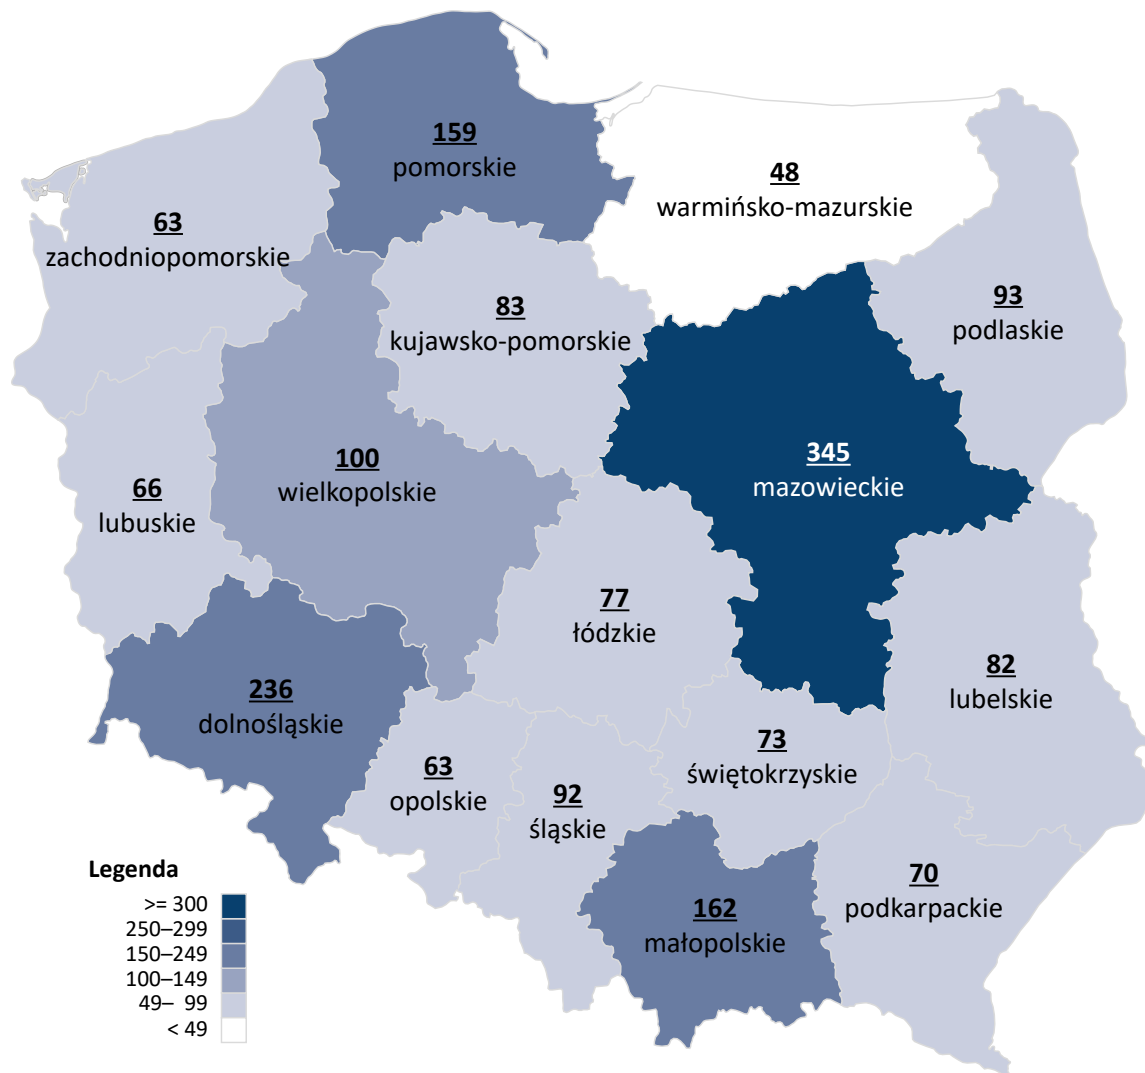 159
pomorskie
48
warmińsko-mazurskie
63
zachodniopomorskie
83
kujawsko-pomorskie
93
podlaskie
100
wielkopolskie
345
mazowieckie
66
lubuskie
77
łódzkie
82
lubelskie
236
dolnośląskie
73
świętokrzyskie
63
opolskie
92
śląskie
70
podkarpackie
162
małopolskie
Legenda
>= 300
250–299
150–249
100–149
49– 99
< 49